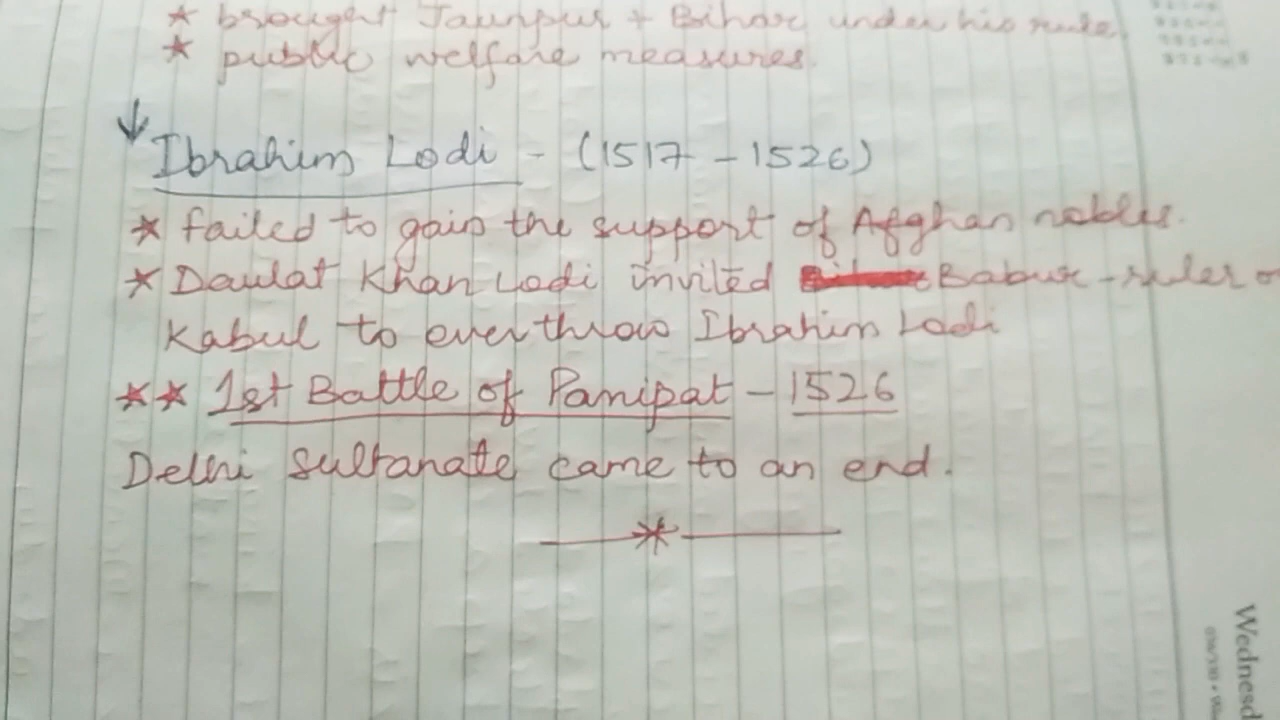 * brought Jaunpur + Bihar under his rule
* public welfare measures
↓ Ibrahim Lodi - (1517 - 1526)
* failed to gain the support of Afghan nobles.
* Daulat Khan Lodi invited Babur - ruler o
Kabul to overthrow Ibrahim Lodi
** 1st Battle of Panipat - 1526
Delhi sultanate came to an end.
Wednesd